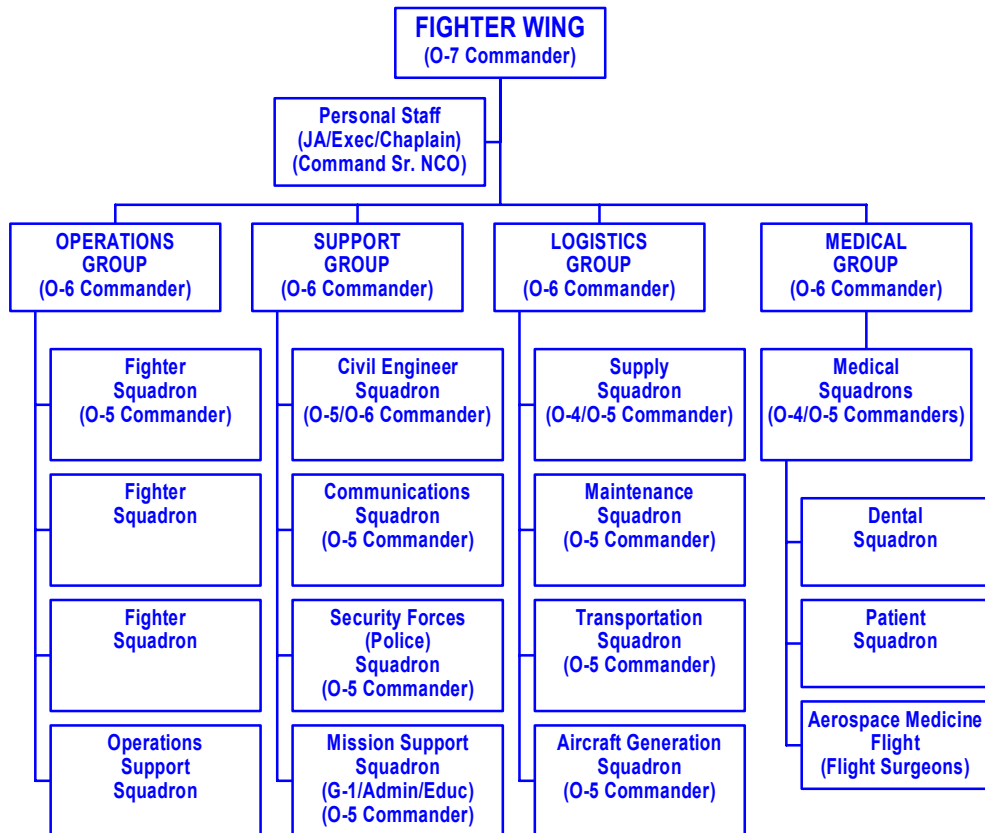 FIGHTER WING
(O-7 Commander)
Personal Staff
(JA/Exec/Chaplain)
(Command Sr. NCO)
OPERATIONS
GROUP
(O-6 Commander)
SUPPORT
GROUP
(O-6 Commander)
LOGISTICS
GROUP
(O-6 Commander)
MEDICAL
GROUP
(O-6 Commander)
Fighter
Squadron
(O-5 Commander)
Civil Engineer
Squadron
(O-5/O-6 Commander)
Supply
Squadron
(O-4/O-5 Commander)
Medical
Squadrons
(O-4/O-5 Commanders)
Fighter
Squadron
Communications
Squadron
(O-5 Commander)
Maintenance
Squadron
(O-5 Commander)
Dental
Squadron
Fighter
Squadron
Security Forces
(Police)
Squadron
(O-5 Commander)
Transportation
Squadron
(O-5 Commander)
Patient
Squadron
Operations
Support
Squadron
Mission Support
Squadron
(G-1/Admin/Educ)
(O-5 Commander)
Aircraft Generation
Squadron
(O-5 Commander)
Aerospace Medicine
Flight
(Flight Surgeons)